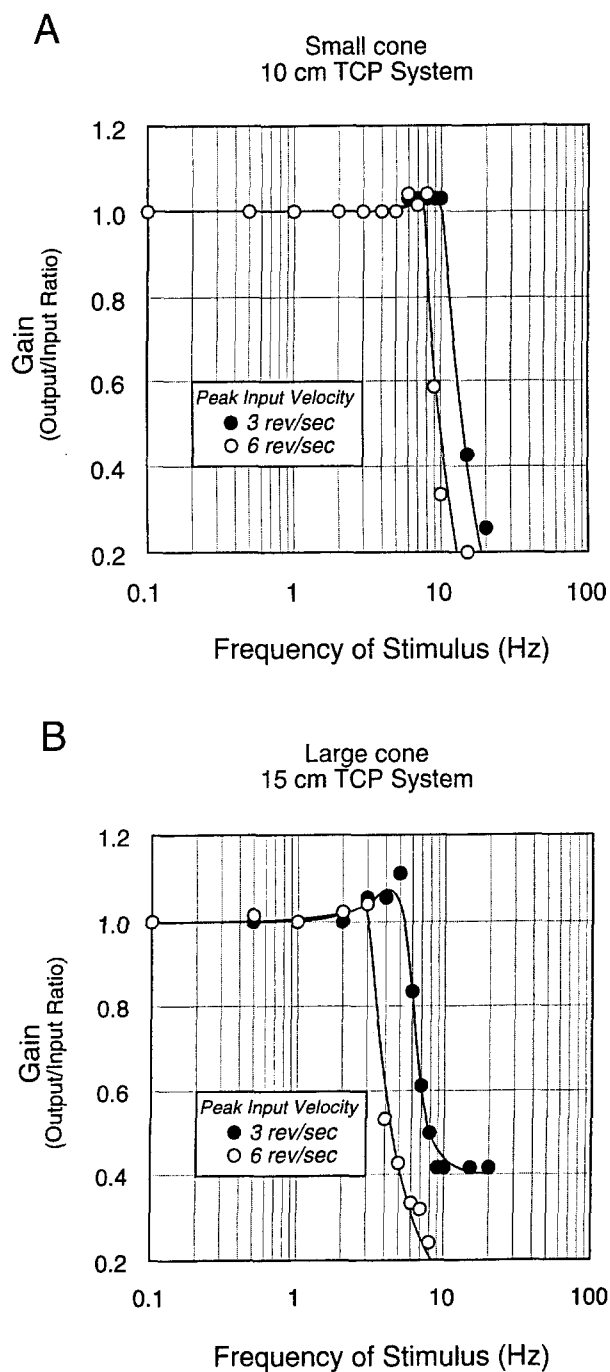 A
Small cone
10 cm TCP System
1.2
1.0
0.8
0.6
0.4
0.2
Gain
(Output/Input Ratio)
Peak Input Velocity
3 rev/sec
6 rev/sec
0.1 1 10 100
Frequency of Stimulus (Hz)
B
Large cone
15 cm TCP System
1.2
1.0
0.8
0.6
0.4
0.2
Gain
(Output/Input Ratio)
Peak Input Velocity
3 rev/sec
6 rev/sec
0.1 1 10 100
Frequency of Stimulus (Hz)